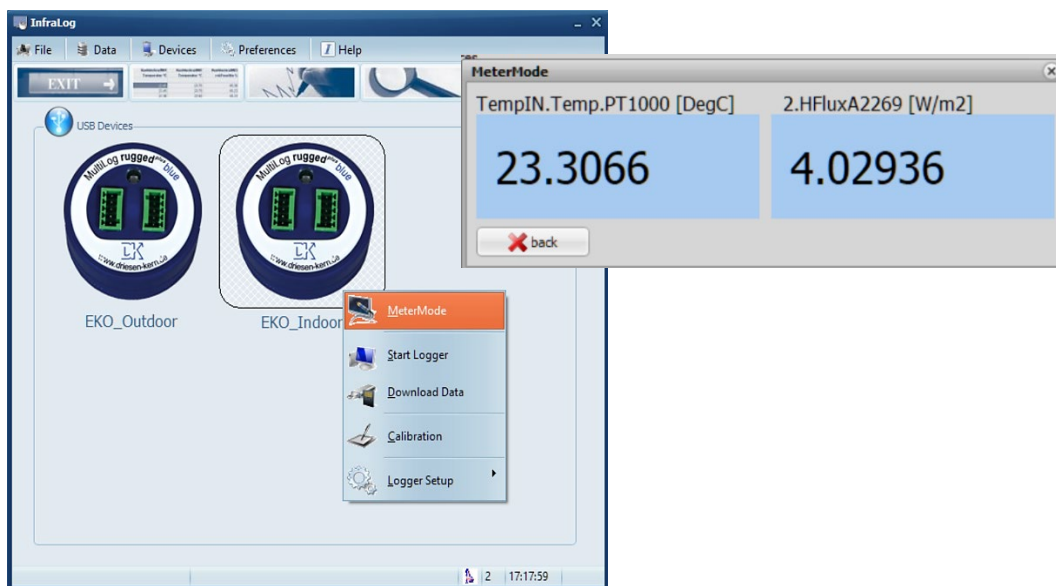 InfraLog
File Data Devices Preferences Help
EXIT
USB Devices
MultiLog rugged plus blue
www.driesen-kern.de
MultiLog rugged plus blue
www.driesen-kern.de
EKO_Outdoor
EKO_Indoor
MeterMode
Start Logger
Download Data
Calibration
Logger Setup
2 17:17:59
MeterMode
TempIN.Temp.PT1000 [DegC] 2.HFluxA2269 [W/m2]
23.3066 4.02936
back